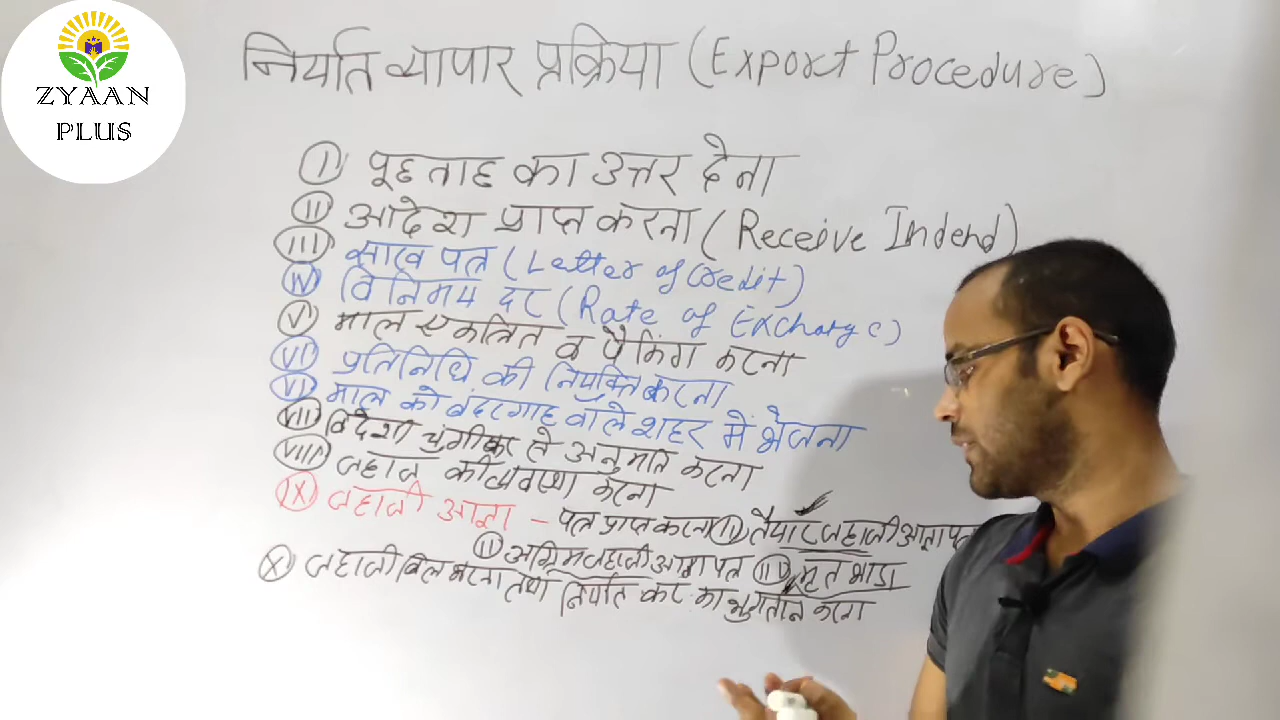 ZYAAN
PLUS
निर्यात व्यापार प्रक्रिया (Export Procedure)
I पूछताछ का उत्तर देना
II आदेश प्राप्त करना (Receive Indend)
III साख पत्र (Letter of Credit)
IV विनिमय दर (Rate of Exchange)
V माल एकत्रित व पैकिंग करना
VI प्रतिनिधि की नियुक्ति करना
VI माल को बंदरगाह वाले शहर में भेजना
VII विदेशी चुंगीकर से अनुमति करना
VIII जहाज की व्यवस्था करना
IX जहाजी आज्ञा - पत्र प्राप्त करना I तैयार जहाजी आज्ञा पत्र
II अग्रिम जहाजी आज्ञा पत्र III मृत भाड़ा
X जहाजी बिल भरना तथा निर्यात कर का भुगतान करना